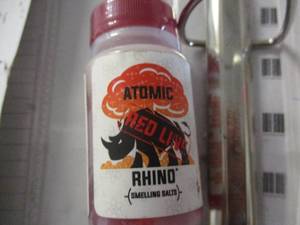 ATOMIC
RED LINE
RHINO
SMELLING SALTS